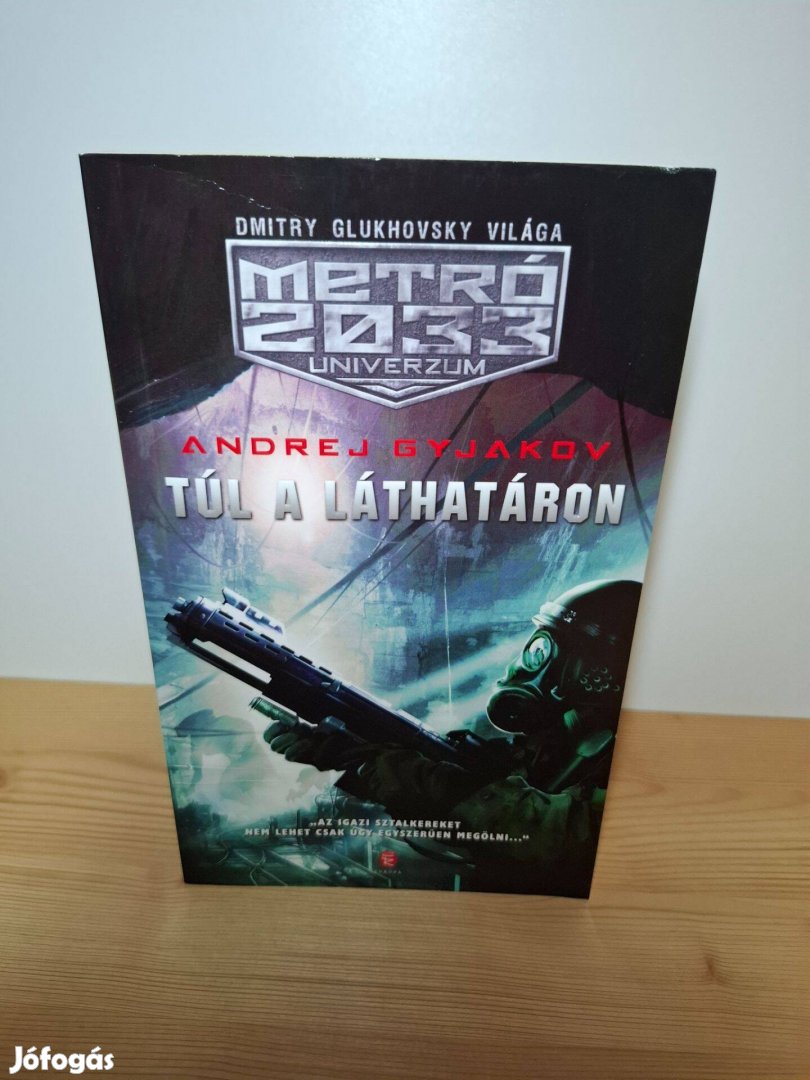 DMITRY GLUKHOVSKY VILÁGA
METRÓ
2033
UNIVERZUM
ANDREJ GYJAKOV
TÚL A LÁTHATÁRON
„AZ IGAZI SZTALKEREKET
NEM LEHET CSAK ÚGY EGYSZERŰEN MEGÖLNI..."
EURÓPA
Jófogás